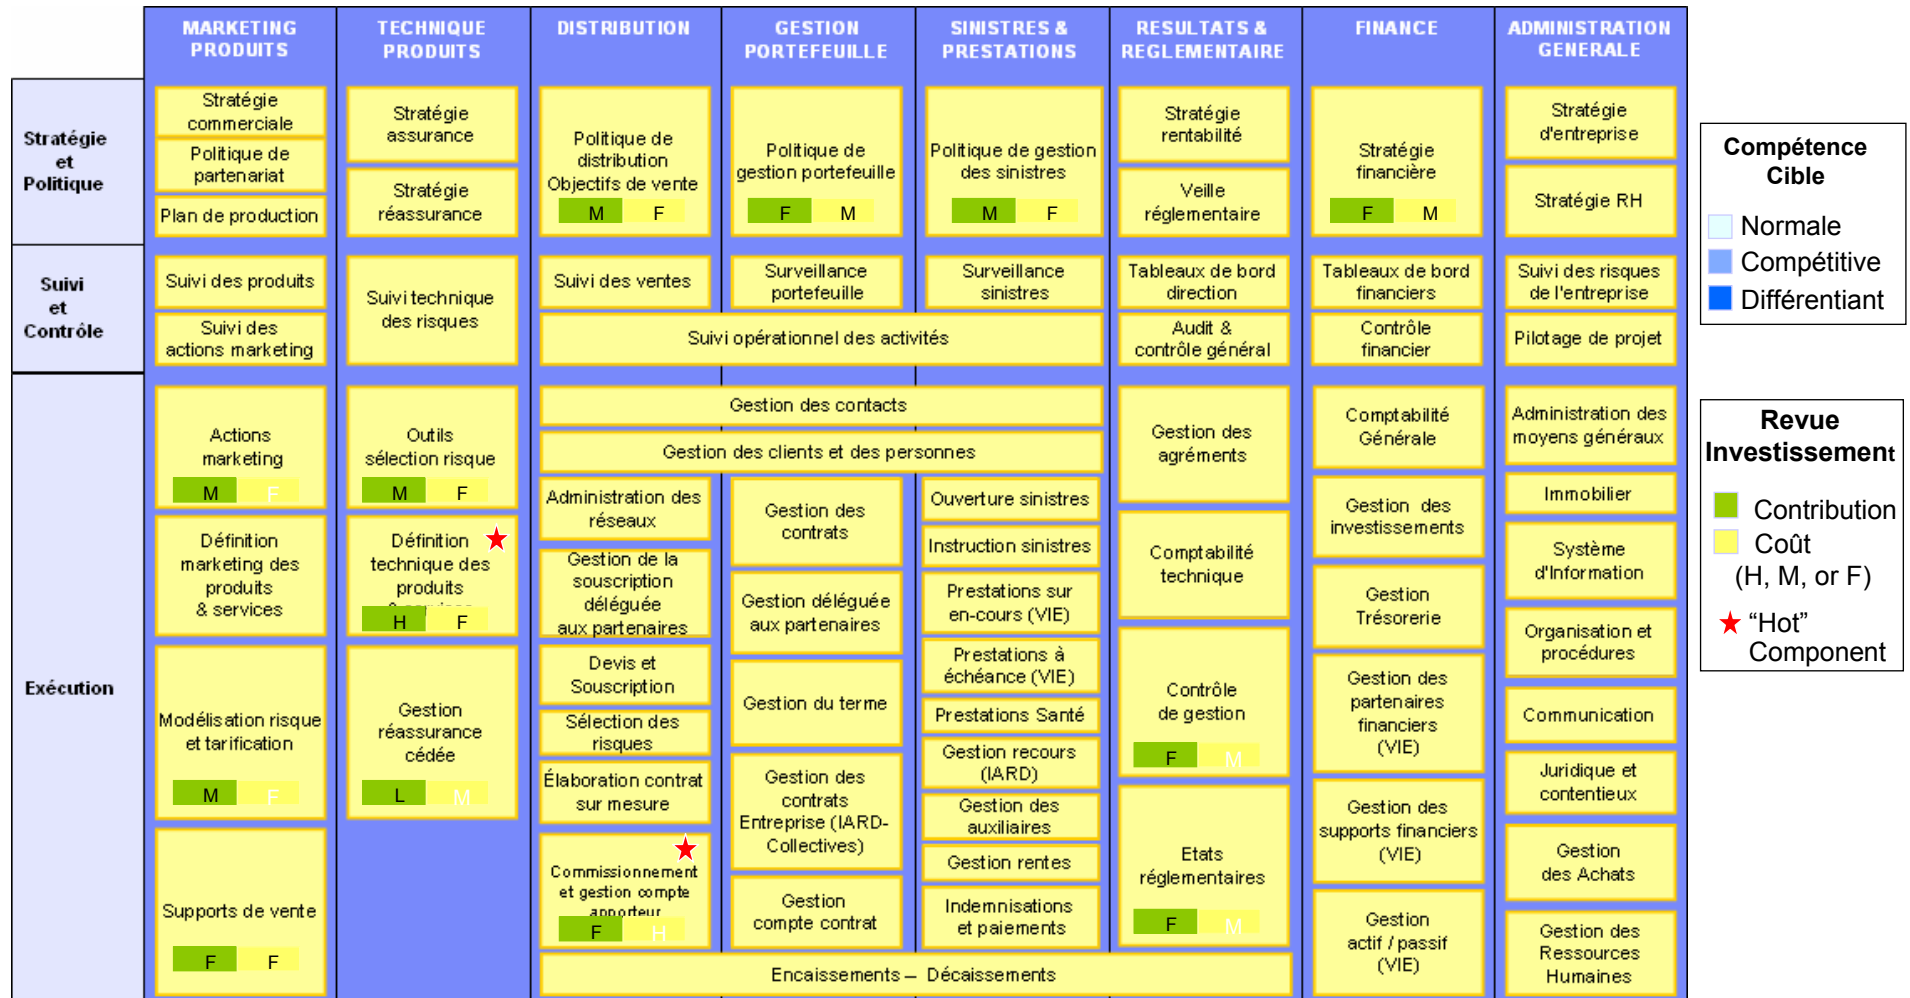 MARKETING
PRODUITS
TECHNIQUE
PRODUITS
DISTRIBUTION
GESTION
PORTEFEUILLE
SINISTRES &
PRESTATIONS
RESULTATS &
REGLEMENTAIRE
FINANCE
ADMINISTRATION
GENERALE
Stratégie
et
Politique
Stratégie
commerciale
Politique de
partenariat
Plan de production
Stratégie
assurance
Stratégie
réassurance
Politique de
distribution
Objectifs de vente
M F
Politique de
gestion portefeuille
F M
Politique de gestion
des sinistres
M F
Stratégie
rentabilité
Veille
réglementaire
Stratégie
financière
F M
Stratégie
d'entreprise
Stratégie RH
Suivi
et
Contrôle
Suivi des produits
Suivi des
actions marketing
Suivi technique
des risques
Suivi des ventes
Surveillance
portefeuille
Surveillance
sinistres
Suivi opérationnel des activités
Tableaux de bord
direction
Audit &
contrôle général
Tableaux de bord
financiers
Contrôle
financier
Suivi des risques
de l'entreprise
Pilotage de projet
Exécution
Actions
marketing
M F
Définition
marketing des
produits
& services
Modélisation risque
et tarification
M F
Supports de vente
F F
Outils
sélection risque
M F
Définition
technique des
produits
& services
H F
Gestion
réassurance
cédée
L M
Gestion des contacts
Gestion des clients et des personnes
Administration des
réseaux
Gestion de la
souscription
déléguée
aux partenaires
Devis et
Souscription
Sélection des
risques
Élaboration contrat
sur mesure
Commissionnement
et gestion compte
apporteur
F H
Gestion des
contrats
Gestion déléguée
aux partenaires
Gestion du terme
Gestion des
contrats
Entreprise (IARD-
Collectives)
Gestion
compte contrat
Ouverture sinistres
Instruction sinistres
Prestations sur
en-cours (VIE)
Prestations à
échéance (VIE)
Prestations Santé
Gestion recours
(IARD)
Gestion des
auxiliaires
Gestion rentes
Indemnisations
et paiements
Encaissements – Décaissements
Gestion des
agréments
Comptabilité
technique
Contrôle
de gestion
F M
Etats
réglementaires
F M
Comptabilité
Générale
Gestion des
investissements
Gestion
Trésorerie
Gestion des
partenaires
financiers
(VIE)
Gestion des
supports financiers
(VIE)
Gestion
actif / passif
(VIE)
Administration des
moyens généraux
Immobilier
Système
d'Information
Organisation et
procédures
Communication
Juridique et
contentieux
Gestion
des Achats
Gestion des
Ressources
Humaines
Compétence
Cible
Normale
Compétitive
Différentiant
Revue
Investissement
Contribution
Coût
(H, M, or F)
“Hot”
Component